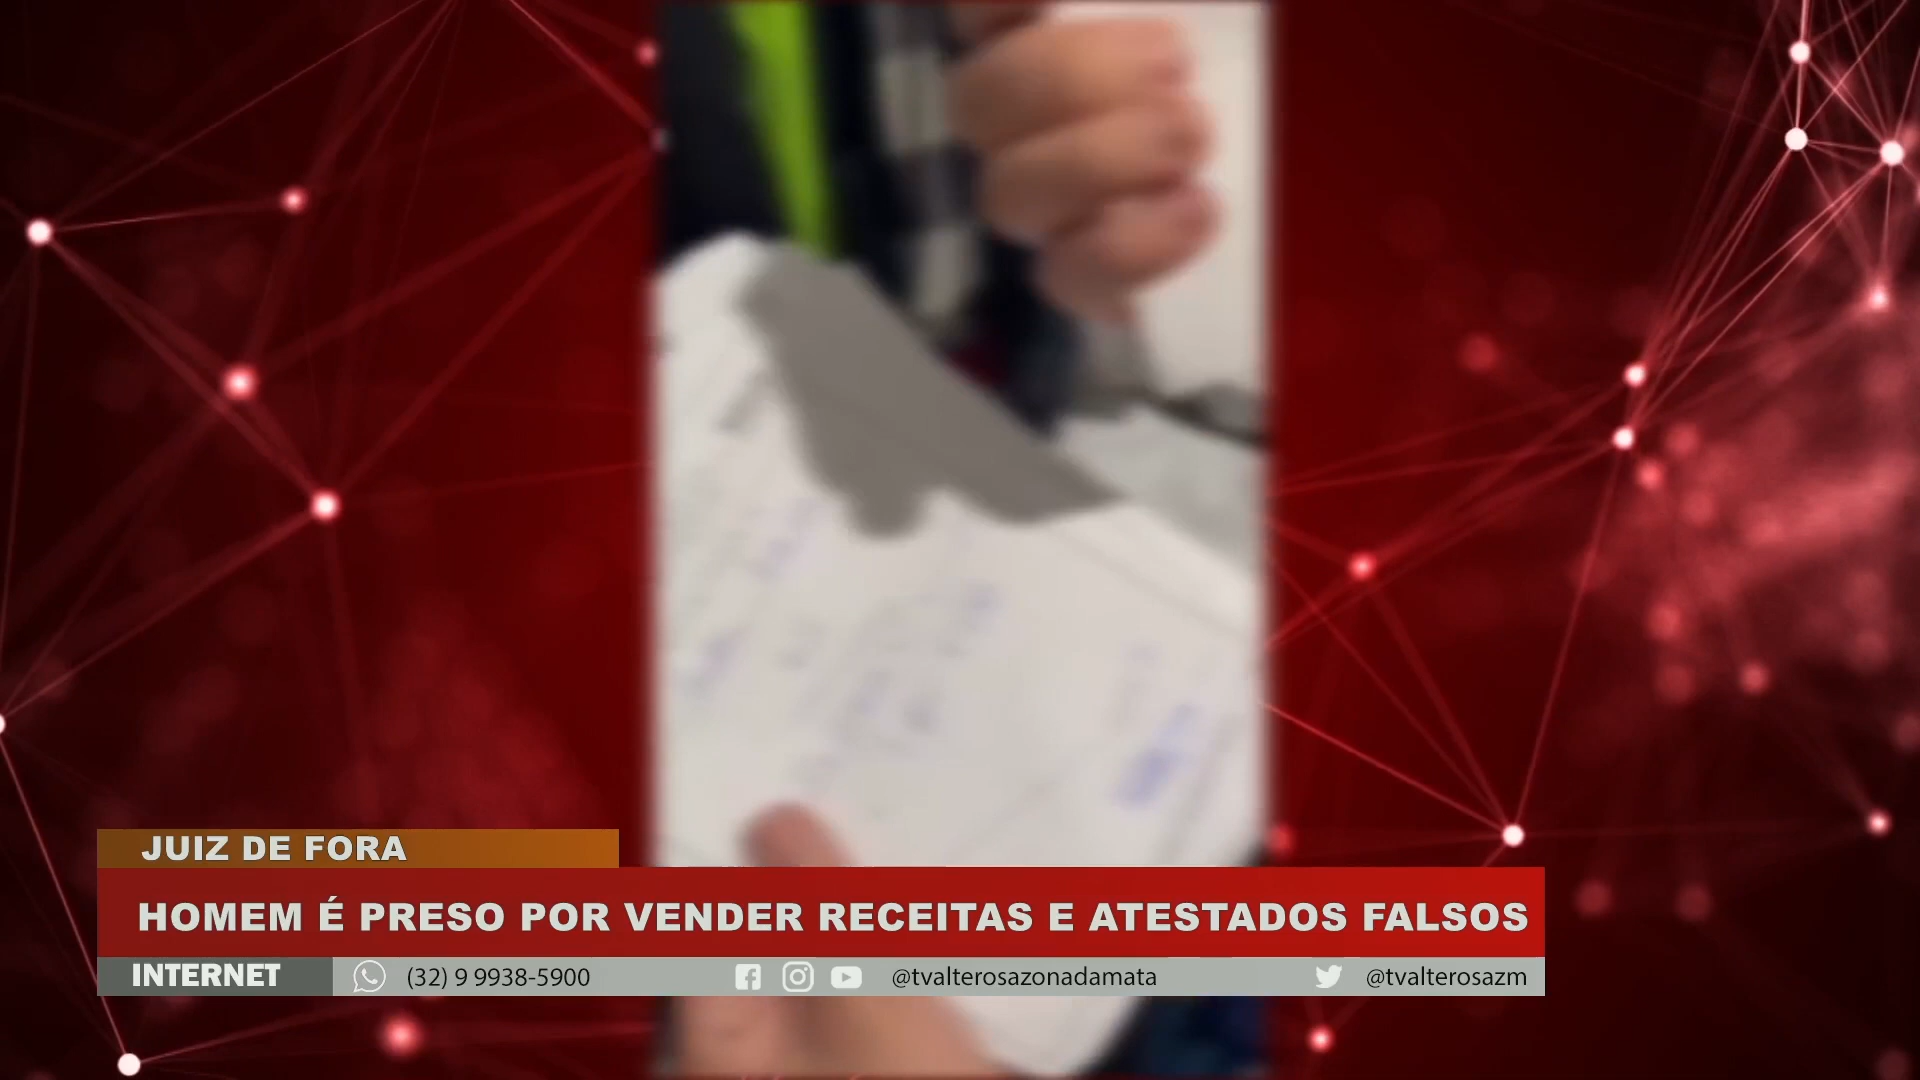 JUIZ DE FORA
HOMEM É PRESO POR VENDER RECEITAS E ATESTADOS FALSOS
INTERNET (32) 9 9938-5900 @tvalterosazonadamata @tvalterosazm